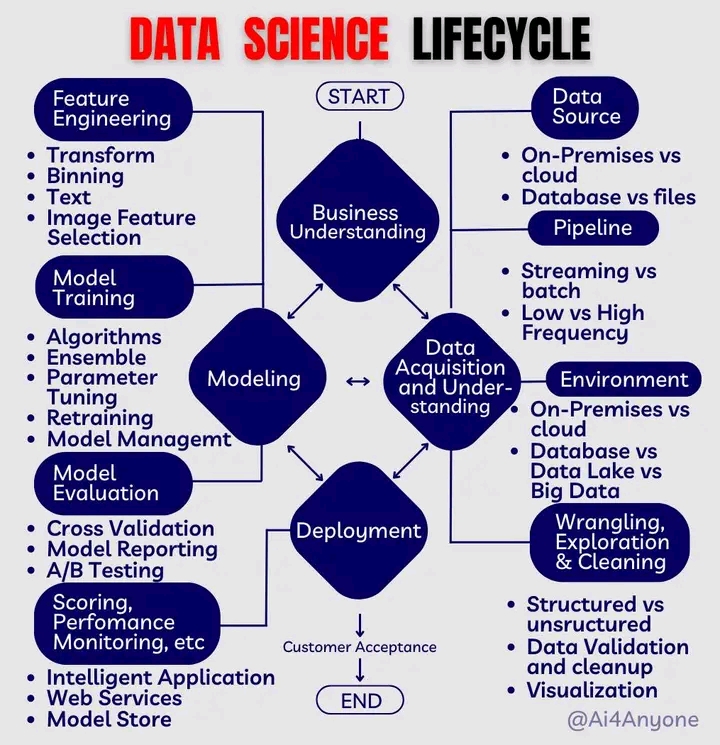 DATA SCIENCE LIFECYCLE
START
Feature
Engineering
• Transform
• Binning
• Text
• Image Feature
Selection
Model
Training
• Algorithms
• Ensemble
• Parameter
Tuning
• Retraining
• Model Managemt
Model
Evaluation
• Cross Validation
• Model Reporting
• A/B Testing
Scoring,
Perfomance
Monitoring, etc
• Intelligent Application
• Web Services
• Model Store
Business
Understanding
Modeling
Data
Acquisition
and Under-
standing
Deployment
Customer Acceptance
END
Data
Source
• On-Premises vs
cloud
• Database vs files
Pipeline
• Streaming vs
batch
• Low vs High
Frequency
Environment
• On-Premises vs
cloud
• Database vs
Data Lake vs
Big Data
Wrangling,
Exploration
& Cleaning
• Structured vs
unsructured
• Data Validation
and cleanup
• Visualization
@Ai4Anyone